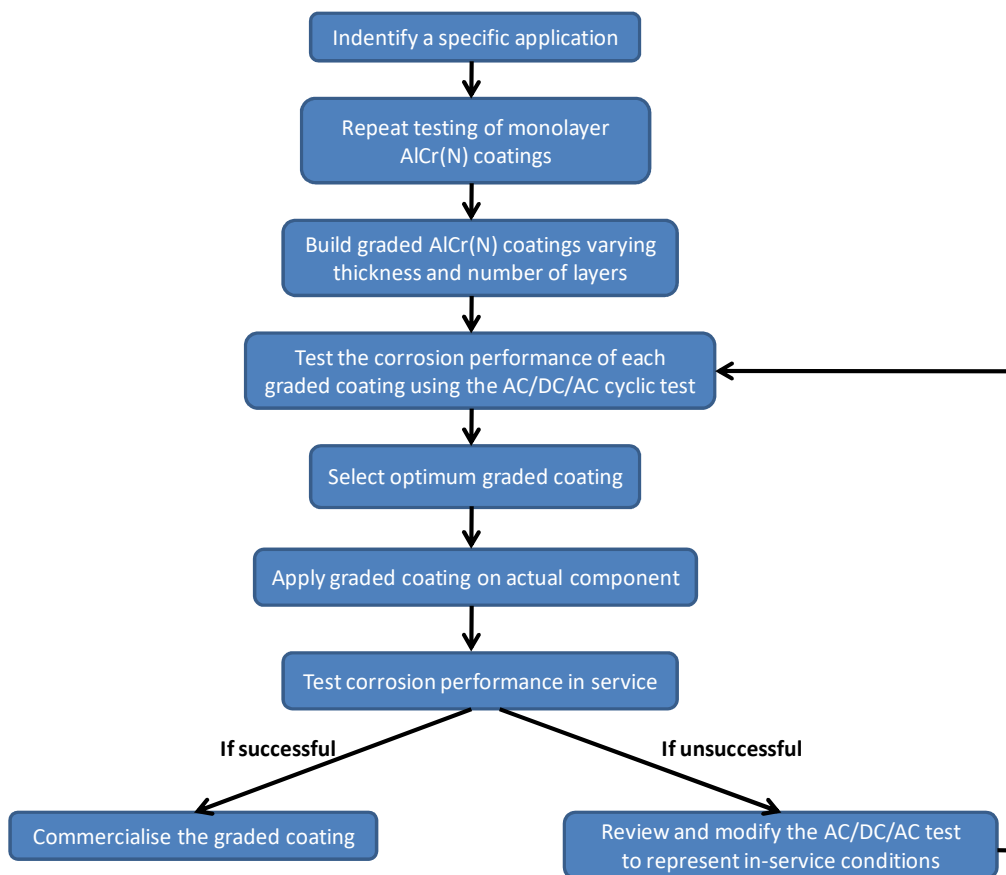 Indentify a specific application
Repeat testing of monolayer
AlCr(N) coatings
Build graded AlCr(N) coatings varying
thickness and number of layers
Test the corrosion performance of each
graded coating using the AC/DC/AC cyclic test
Select optimum graded coating
Apply graded coating on actual component
Test corrosion performance in service
If successful
If unsuccessful
Commercialise the graded coating
Review and modify the AC/DC/AC test
to represent in-service conditions